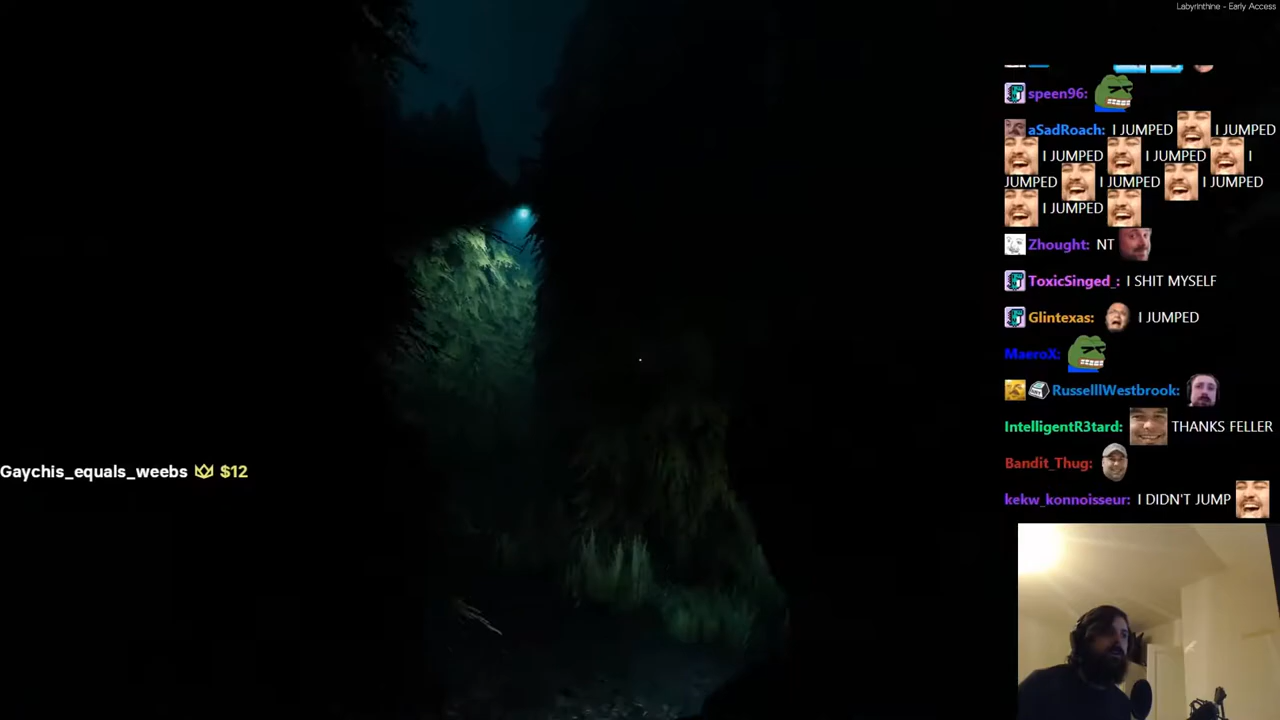 Labyrinthine - Early Access
speen96:
aSadRoach: I JUMPED I JUMPED
I JUMPED I JUMPED I
JUMPED I JUMPED I JUMPED
I JUMPED
Zhought: NT
ToxicSinged_: I SHIT MYSELF
Glintexas: I JUMPED
MaeroX:
RusselllWestbrook:
IntelligentR3tard: THANKS FELLER
Bandit_Thug:
Gaychis_equals_weebs $12
kekw_konnoisseur: I DIDN'T JUMP